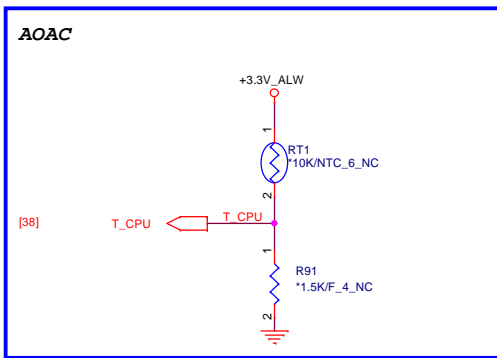 AOAC
+3.3V_ALW
1
RT1
*10K/NTC_6_NC
2
[38]
T_CPU
T_CPU
1
R91
*1.5K/F_4_NC
2